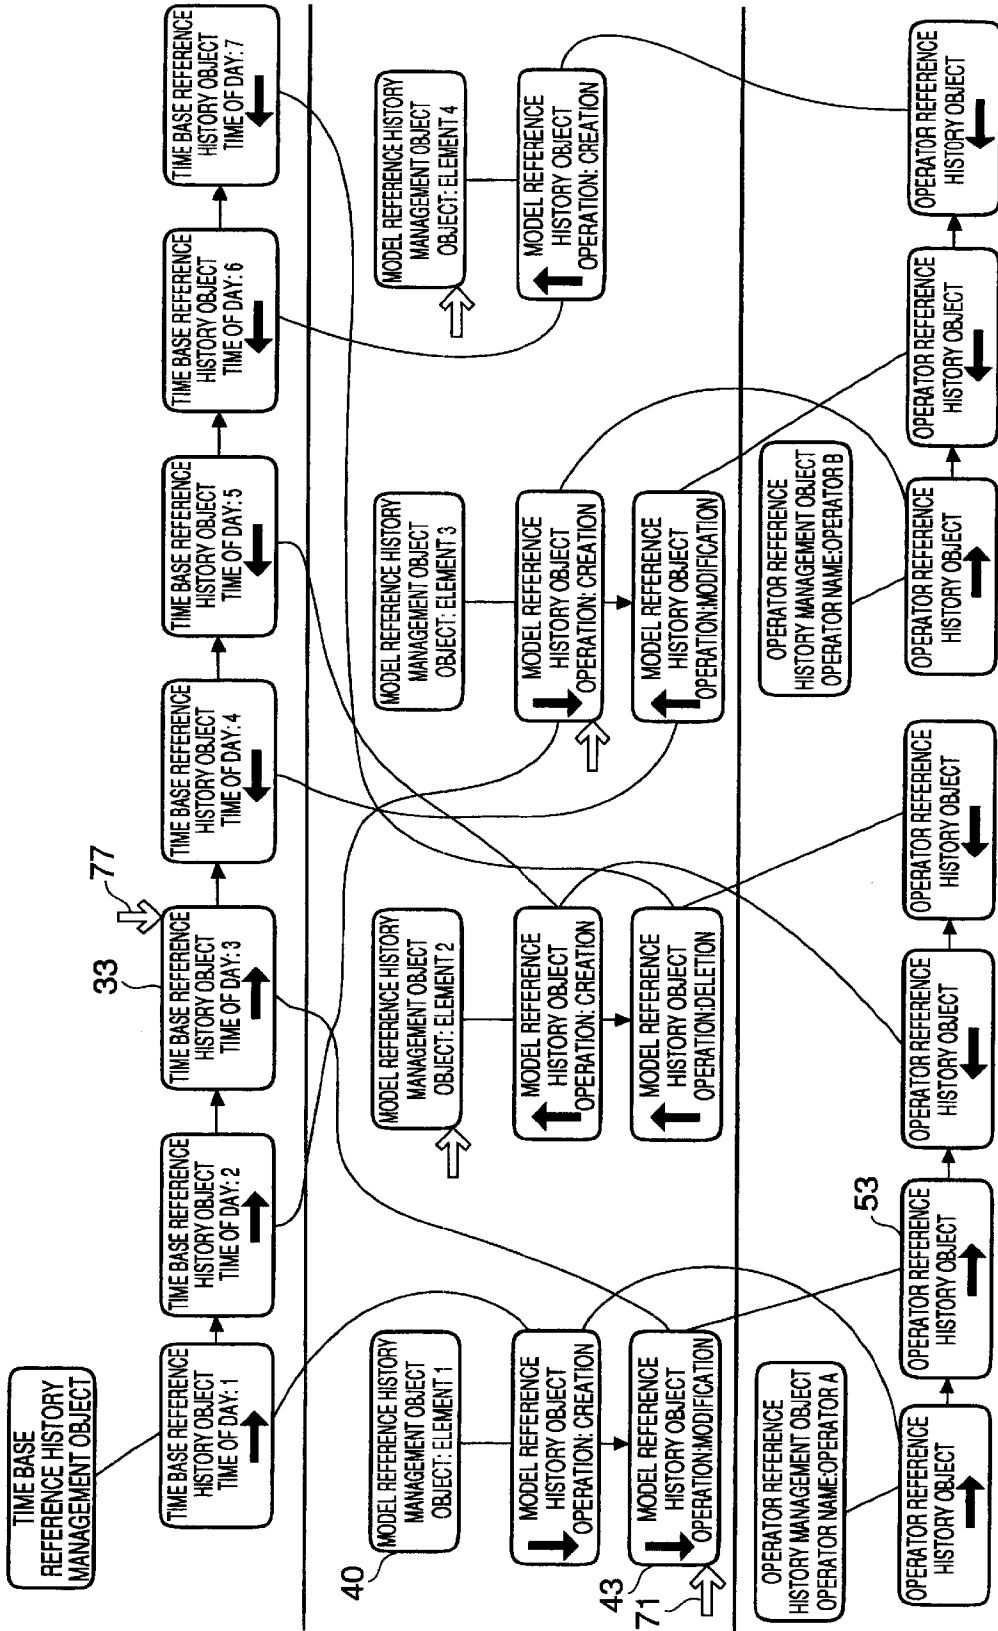 TIME BASE
REFERENCE HISTORY
MANAGEMENT OBJECT
TIME BASE REFERENCE
HISTORY OBJECT
TIME OF DAY: 1
TIME BASE REFERENCE
HISTORY OBJECT
TIME OF DAY: 2
33
77
TIME BASE REFERENCE
HISTORY OBJECT
TIME OF DAY: 3
TIME BASE REFERENCE
HISTORY OBJECT
TIME OF DAY: 4
TIME BASE REFERENCE
HISTORY OBJECT
TIME OF DAY: 5
TIME BASE REFERENCE
HISTORY OBJECT
TIME OF DAY: 6
TIME BASE REFERENCE
HISTORY OBJECT
TIME OF DAY: 7
40
MODEL REFERENCE HISTORY
MANAGEMENT OBJECT
OBJECT: ELEMENT 1
MODEL REFERENCE
HISTORY OBJECT
OPERATION: CREATION
43
71
MODEL REFERENCE
HISTORY OBJECT
OPERATION:MODIFICATION
MODEL REFERENCE HISTORY
MANAGEMENT OBJECT
OBJECT: ELEMENT 2
MODEL REFERENCE
HISTORY OBJECT
OPERATION: CREATION
MODEL REFERENCE
HISTORY OBJECT
OPERATION:DELETION
MODEL REFERENCE HISTORY
MANAGEMENT OBJECT
OBJECT: ELEMENT 3
MODEL REFERENCE
HISTORY OBJECT
OPERATION: CREATION
MODEL REFERENCE
HISTORY OBJECT
OPERATION:MODIFICATION
MODEL REFERENCE HISTORY
MANAGEMENT OBJECT
OBJECT: ELEMENT 4
MODEL REFERENCE
HISTORY OBJECT
OPERATION: CREATION
OPERATOR REFERENCE
HISTORY MANAGEMENT OBJECT
OPERATOR NAME:OPERATOR A
OPERATOR REFERENCE
HISTORY OBJECT
53
OPERATOR REFERENCE
HISTORY OBJECT
OPERATOR REFERENCE
HISTORY OBJECT
OPERATOR REFERENCE
HISTORY OBJECT
OPERATOR REFERENCE
HISTORY MANAGEMENT OBJECT
OPERATOR NAME:OPERATOR B
OPERATOR REFERENCE
HISTORY OBJECT
OPERATOR REFERENCE
HISTORY OBJECT
OPERATOR REFERENCE
HISTORY OBJECT